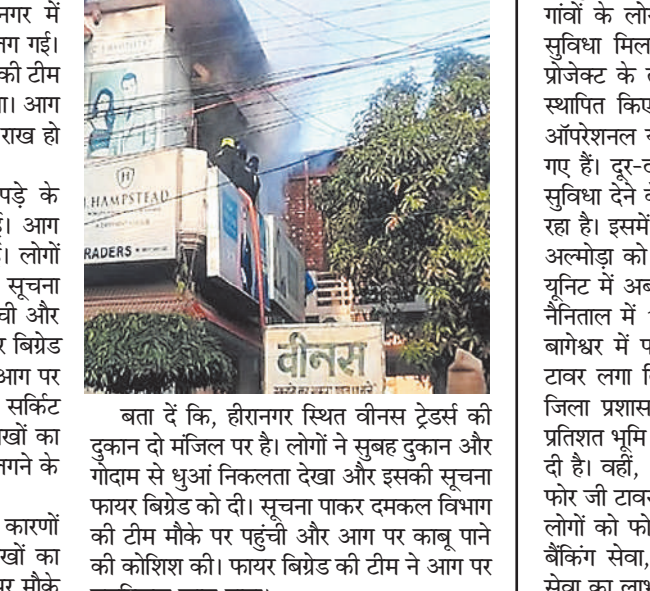 नगर में
लग गई।
की टीम
ा। आग
राख हो
पड़े के
ई। आग
ई। लोगों
सूचना
ची और
र बिग्रेड
आग पर
सर्किट
ाखों का
लगने के
कारणों
खों का
पर मौके
H
HAMPSTEAD
RADERS
वीनस
बता दें कि, हीरानगर स्थित वीनस ट्रेडर्स की
दुकान दो मंजिल पर है। लोगों ने सुबह दुकान और
गोदाम से धुआं निकलता देखा और इसकी सूचना
फायर बिग्रेड को दी। सूचना पाकर दमकल विभाग
की टीम मौके पर पहुंची और आग पर काबू पाने
की कोशिश की। फायर बिग्रेड की टीम ने आग पर
गांवों के लो
सुविधा मिल
प्रोजेक्ट के
स्थापित किए
ऑपरेशनल
गए हैं। दूर-द
सुविधा देने
रहा है। इसमें
अल्मोड़ा को
यूनिट में अब
नैनिताल में
बागेश्वर में प
टावर लगा
जिला प्रशास
प्रतिशत भूमि
दी है। वहीं,
फोर जी टावर
लोगों को फो
बैंकिंग सेवा,
सेवा का लाभ